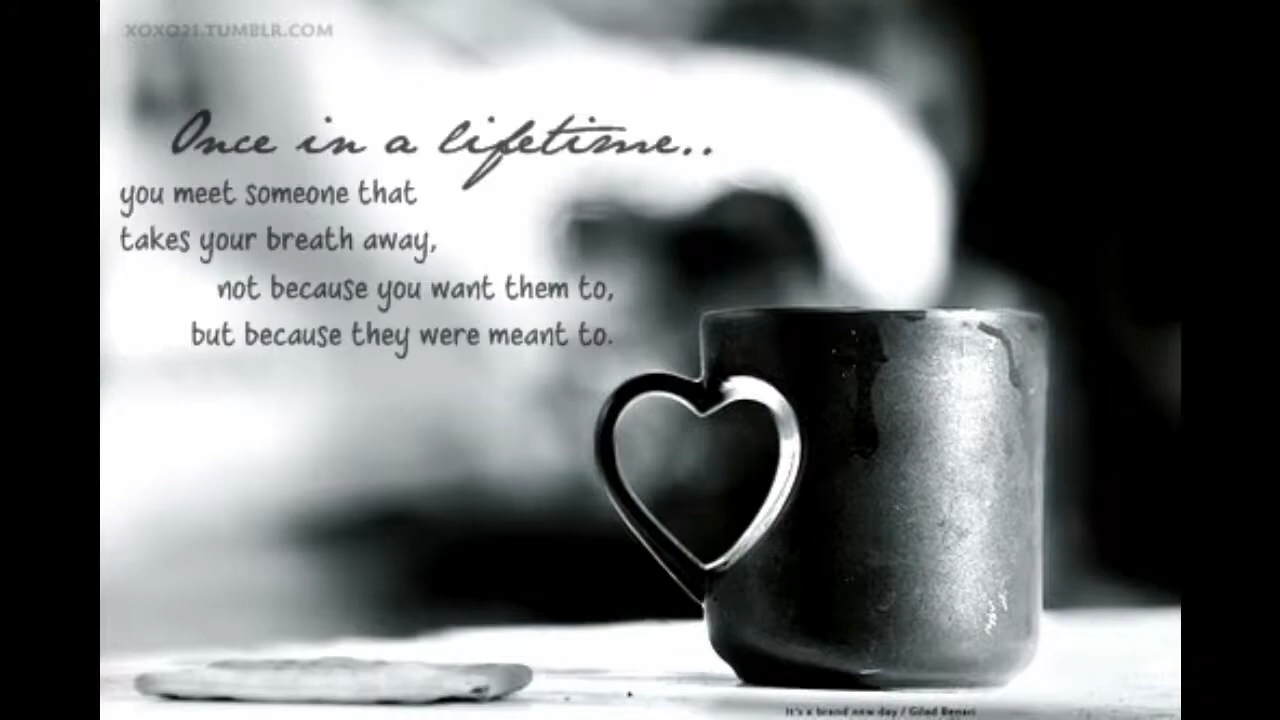 XOXO21.TUMBLR.COM
Once in a lifetime..
you meet someone that
takes your breath away,
not because you want them to,
but because they were meant to.
It's a brand new day / Gilad Benari